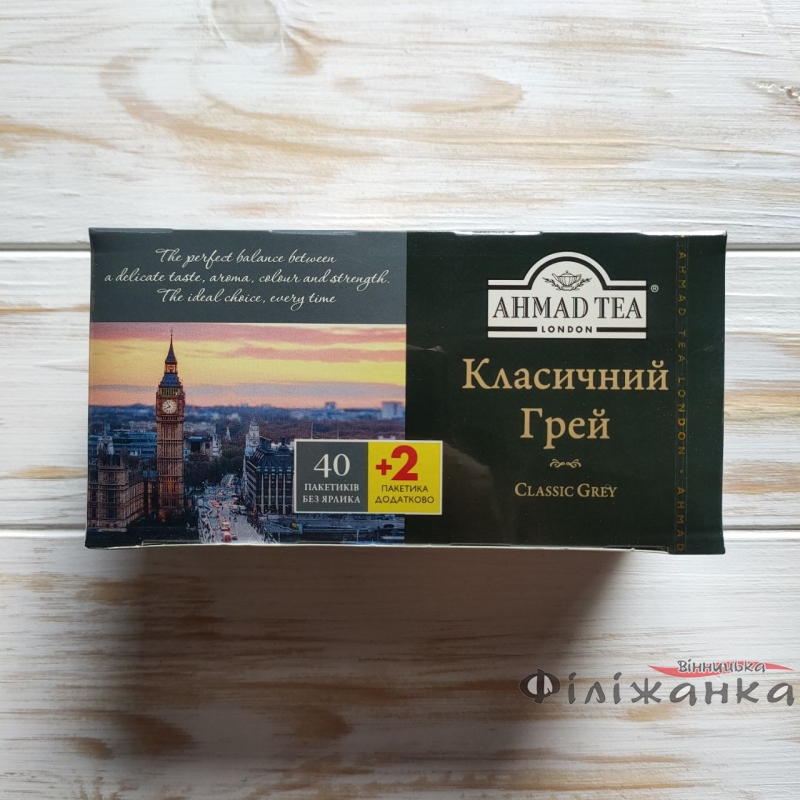 The perfect balance between
a delicate taste, aroma, colour and strength.
The ideal choice, every time
AHMAD TEA®
LONDON
Класичний
Грей
CLASSIC GREY
40
ПАКЕТИКІВ
БЕЗ ЯРЛИКА
+2
ПАКЕТИКА
ДОДАТКОВО
AHMAD TEA LONDON • AHMAD
Вінницька
Філіжанка